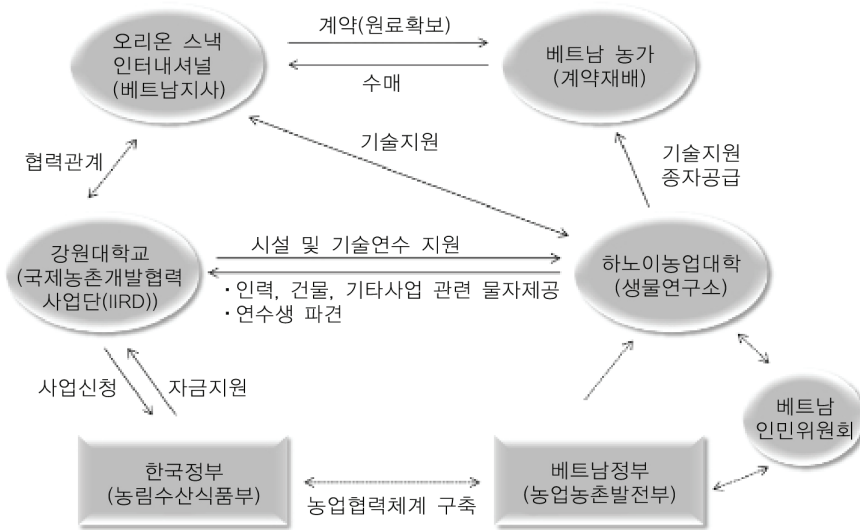 오리온 스낵
인터내셔널
(베트남지사)
계약(원료확보)
수매
베트남 농가
(계약재배)
기술지원
기술지원
종자공급
협력관계
강원대학교
(국제농촌개발협력
사업단(IIRD))
시설 및 기술연수 지원
· 인력, 건물, 기타사업 관련 물자제공
· 연수생 파견
하노이농업대학
(생물연구소)
사업신청
자금지원
베트남
인민위원회
한국정부
(농림수산식품부)
농업협력체계 구축
베트남정부
(농업농촌발전부)